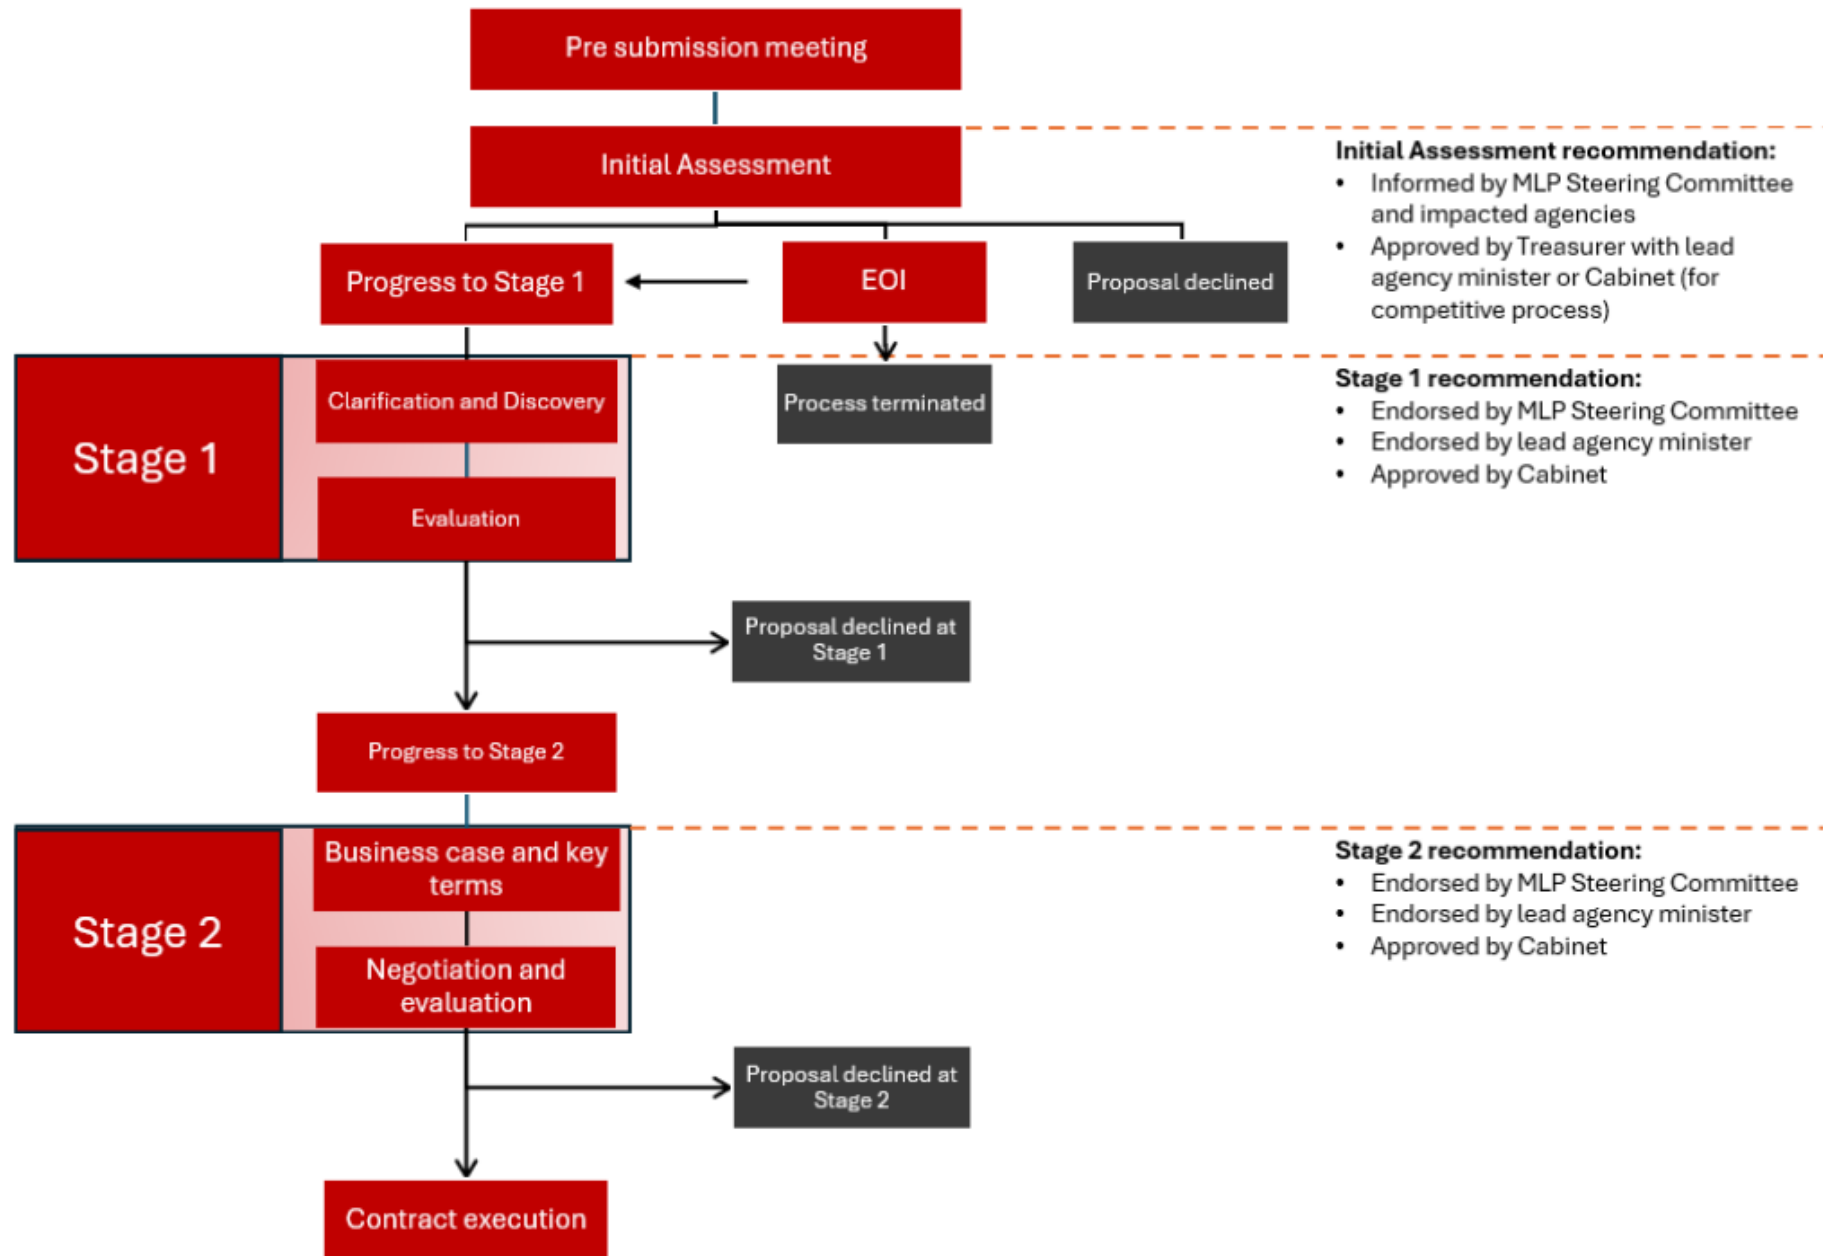 Pre submission meeting
Initial Assessment
Initial Assessment recommendation:
• Informed by MLP Steering Committee
and impacted agencies
• Approved by Treasurer with lead
agency minister or Cabinet (for
competitive process)
Progress to Stage 1
EOI
Proposal declined
Stage 1
Clarification and Discovery
Evaluation
Process terminated
Stage 1 recommendation:
• Endorsed by MLP Steering Committee
• Endorsed by lead agency minister
• Approved by Cabinet
Proposal declined at
Stage 1
Progress to Stage 2
Stage 2
Business case and key
terms
Negotiation and
evaluation
Stage 2 recommendation:
• Endorsed by MLP Steering Committee
• Endorsed by lead agency minister
• Approved by Cabinet
Proposal declined at
Stage 2
Contract execution